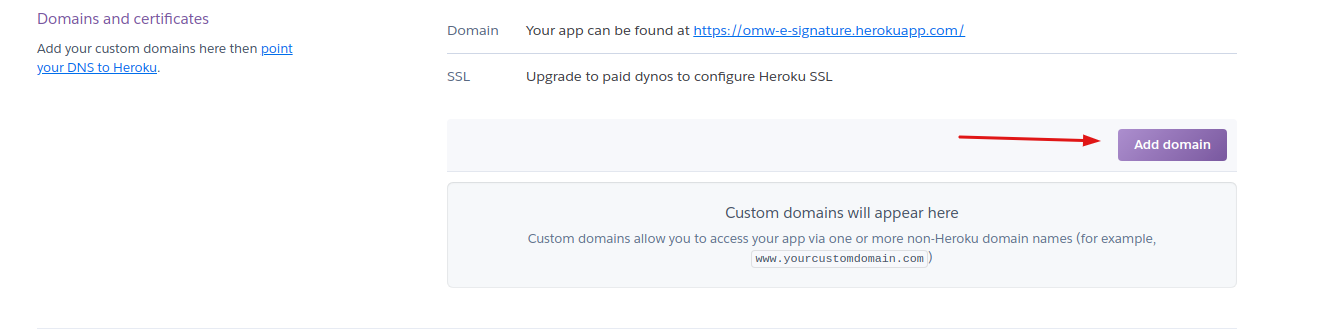 Domains and certificates
Add your custom domains here then point
your DNS to Heroku.
Domain Your app can be found at https://omw-e-signature.herokuapp.com/
SSL Upgrade to paid dynos to configure Heroku SSL
Add domain
Custom domains will appear here
Custom domains allow you to access your app via one or more non-Heroku domain names (for example,
www.yourcustomdomain.com)